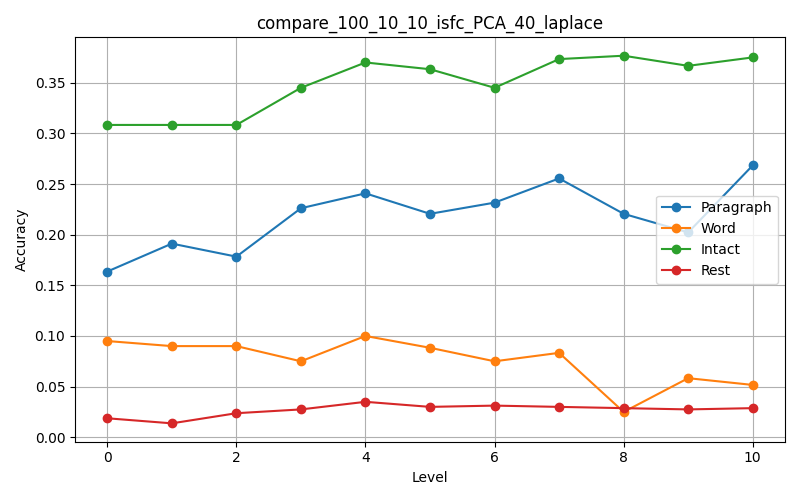 compare_100_10_10_isfc_PCA_40_laplace
0.35
0.30
0.25
0.20
0.15
0.10
0.05
0.00
Accuracy
Paragraph
Word
Intact
Rest
0 2 4 6 8 10
Level